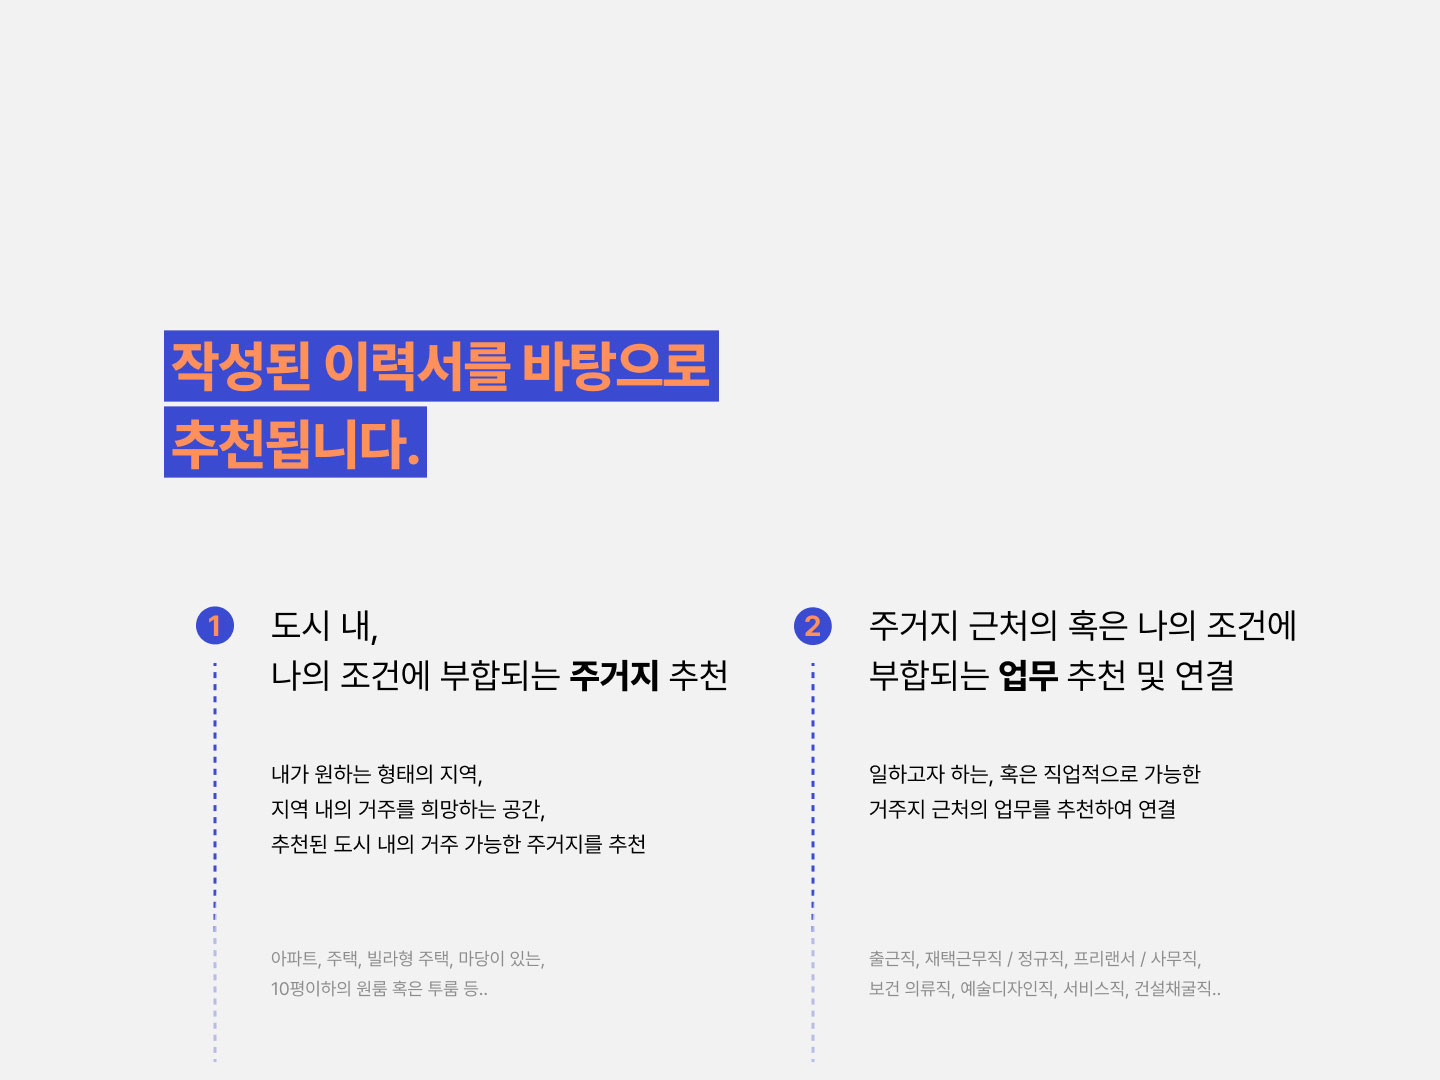 작성된 이력서를 바탕으로
추천됩니다.
1
도시 내,
나의 조건에 부합되는 주거지 추천
내가 원하는 형태의 지역,
지역 내의 거주를 희망하는 공간,
추천된 도시 내의 거주 가능한 주거지를 추천
아파트, 주택, 빌라형 주택, 마당이 있는,
10평이하의 원룸 혹은 투룸 등..
2
주거지 근처의 혹은 나의 조건에
부합되는 업무 추천 및 연결
일하고자 하는, 혹은 직업적으로 가능한
거주지 근처의 업무를 추천하여 연결
출근직, 재택근무직 / 정규직, 프리랜서 / 사무직,
보건 의류직, 예술디자인직, 서비스직, 건설채굴직..